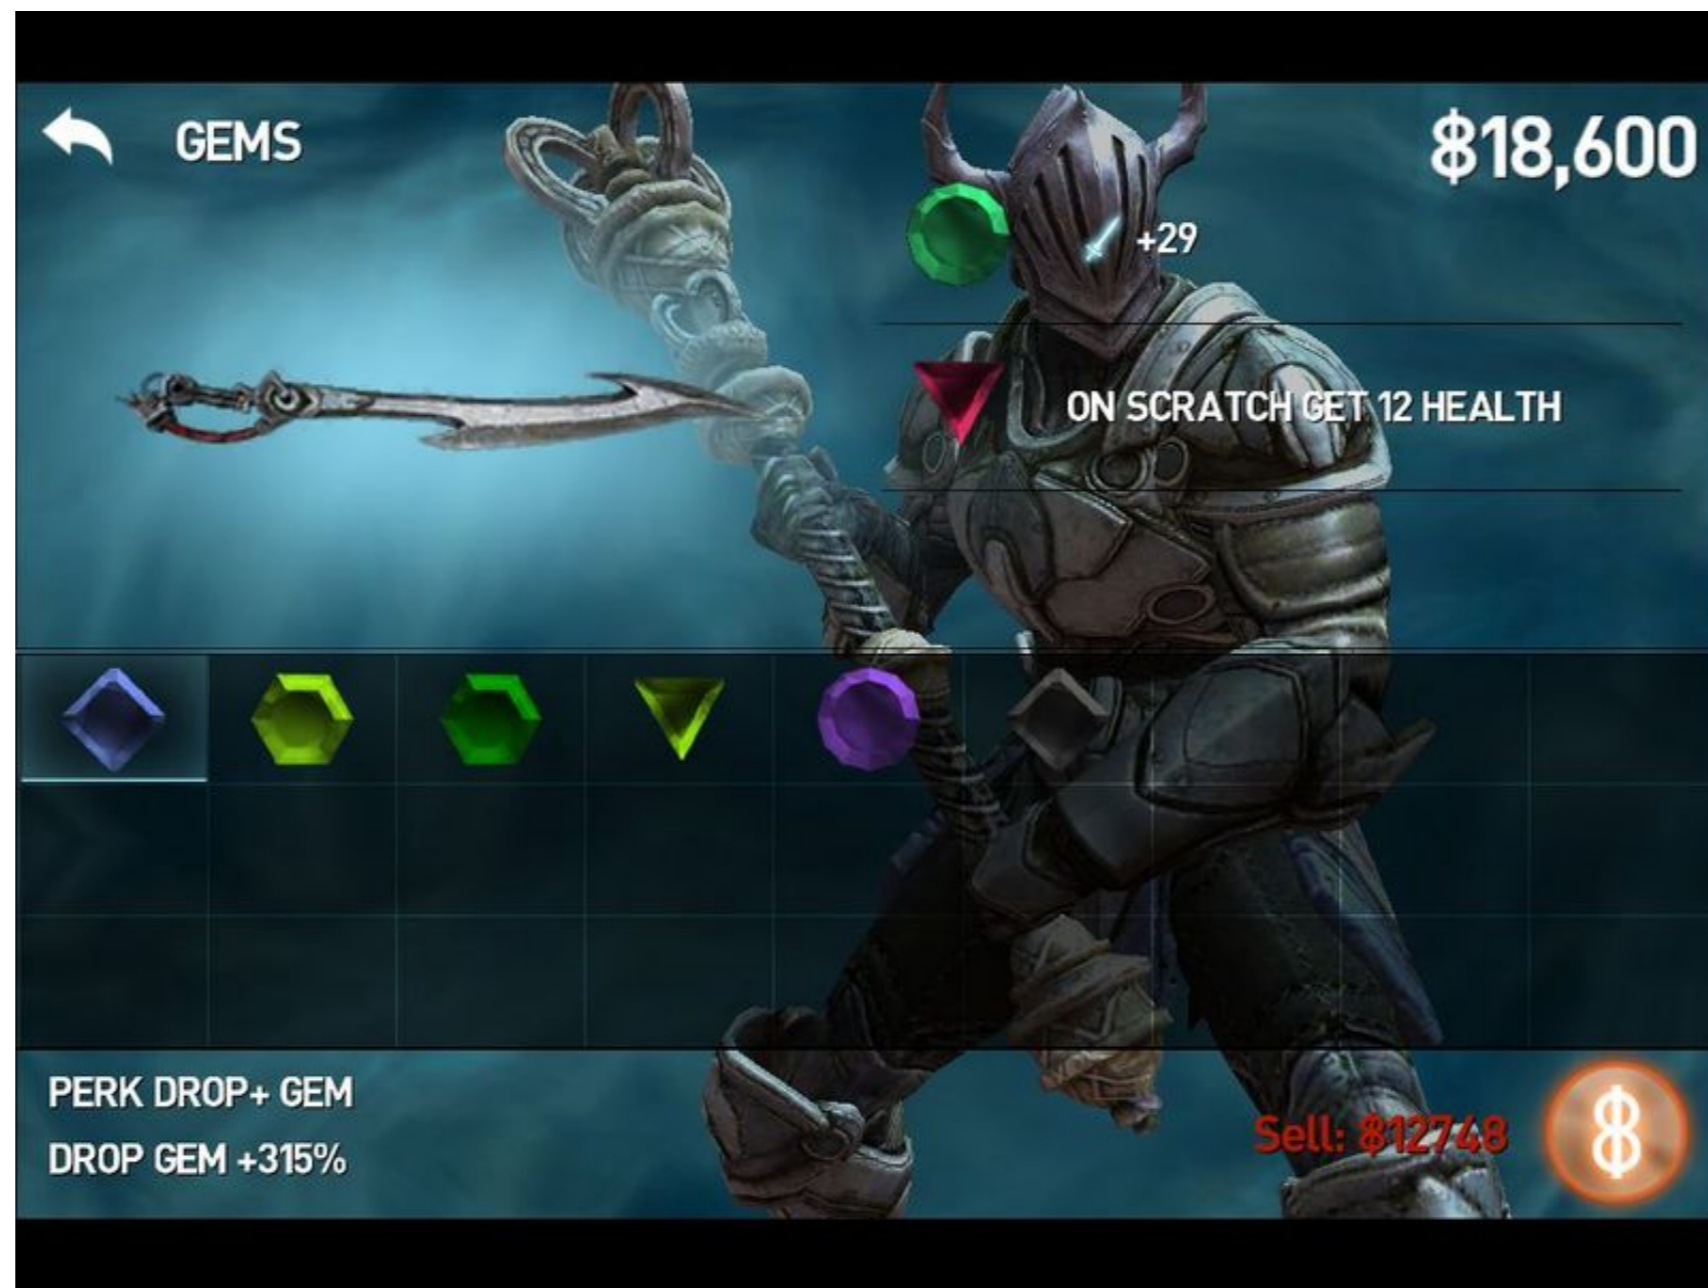 GEMS
฿18,600
+29
ON SCRATCH GET 12 HEALTH
PERK DROP+ GEM
DROP GEM +315%
Sell: ฿12748